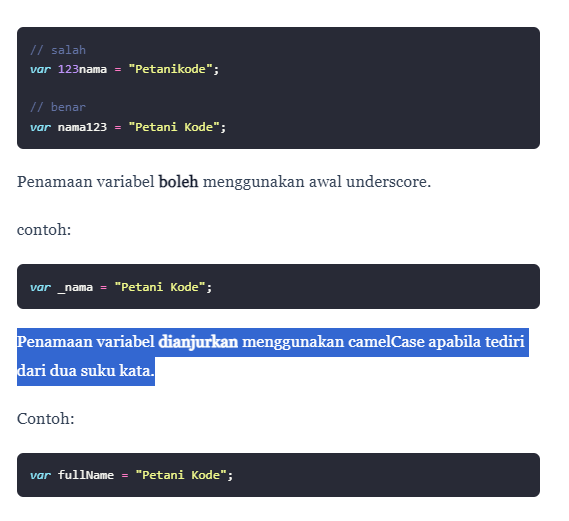 // salah
var 123nama = "Petanikode";
// benar
var nama123 = "Petani Kode";
Penamaan variabel boleh menggunakan awal underscore.
contoh:
var _nama = "Petani Kode";
Penamaan variabel dianjurkan menggunakan camelCase apabila tediri
dari dua suku kata.
Contoh:
var fullName = "Petani Kode";